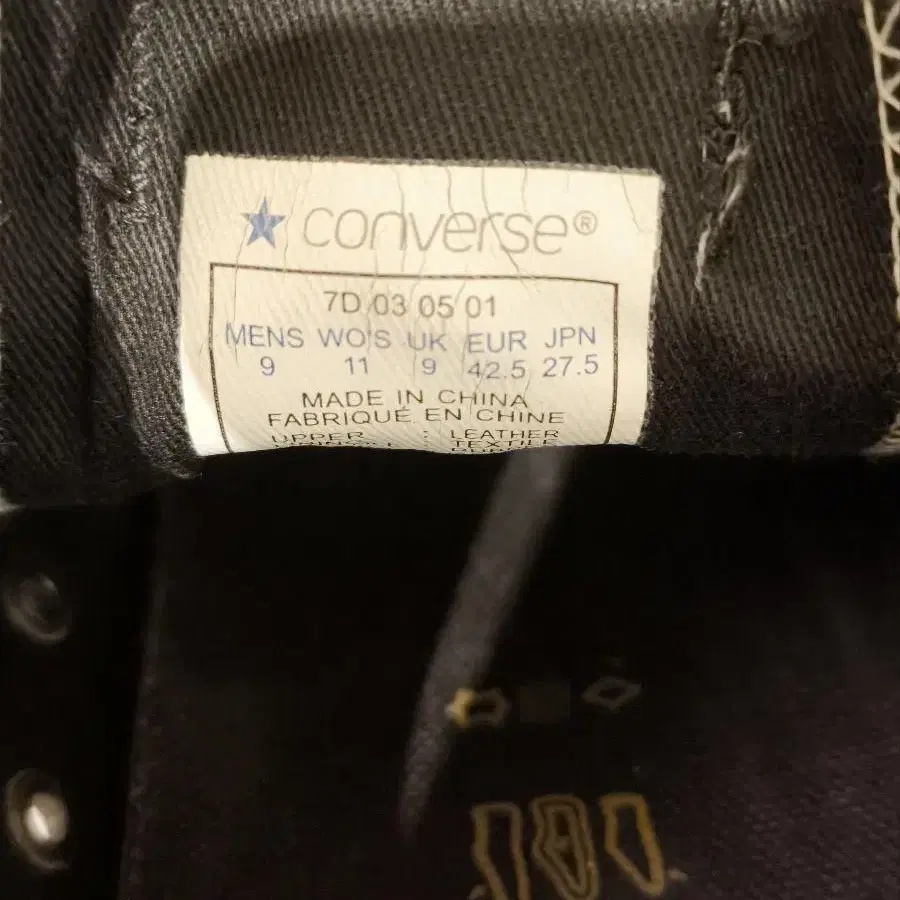 converse®
7D 03 05 01
MENS WO'S UK EUR JPN
9 11 9 42.5 27.5
MADE IN CHINA
FABRIQUÉ EN CHINE
UPPER : LEATHER
TEXTILE